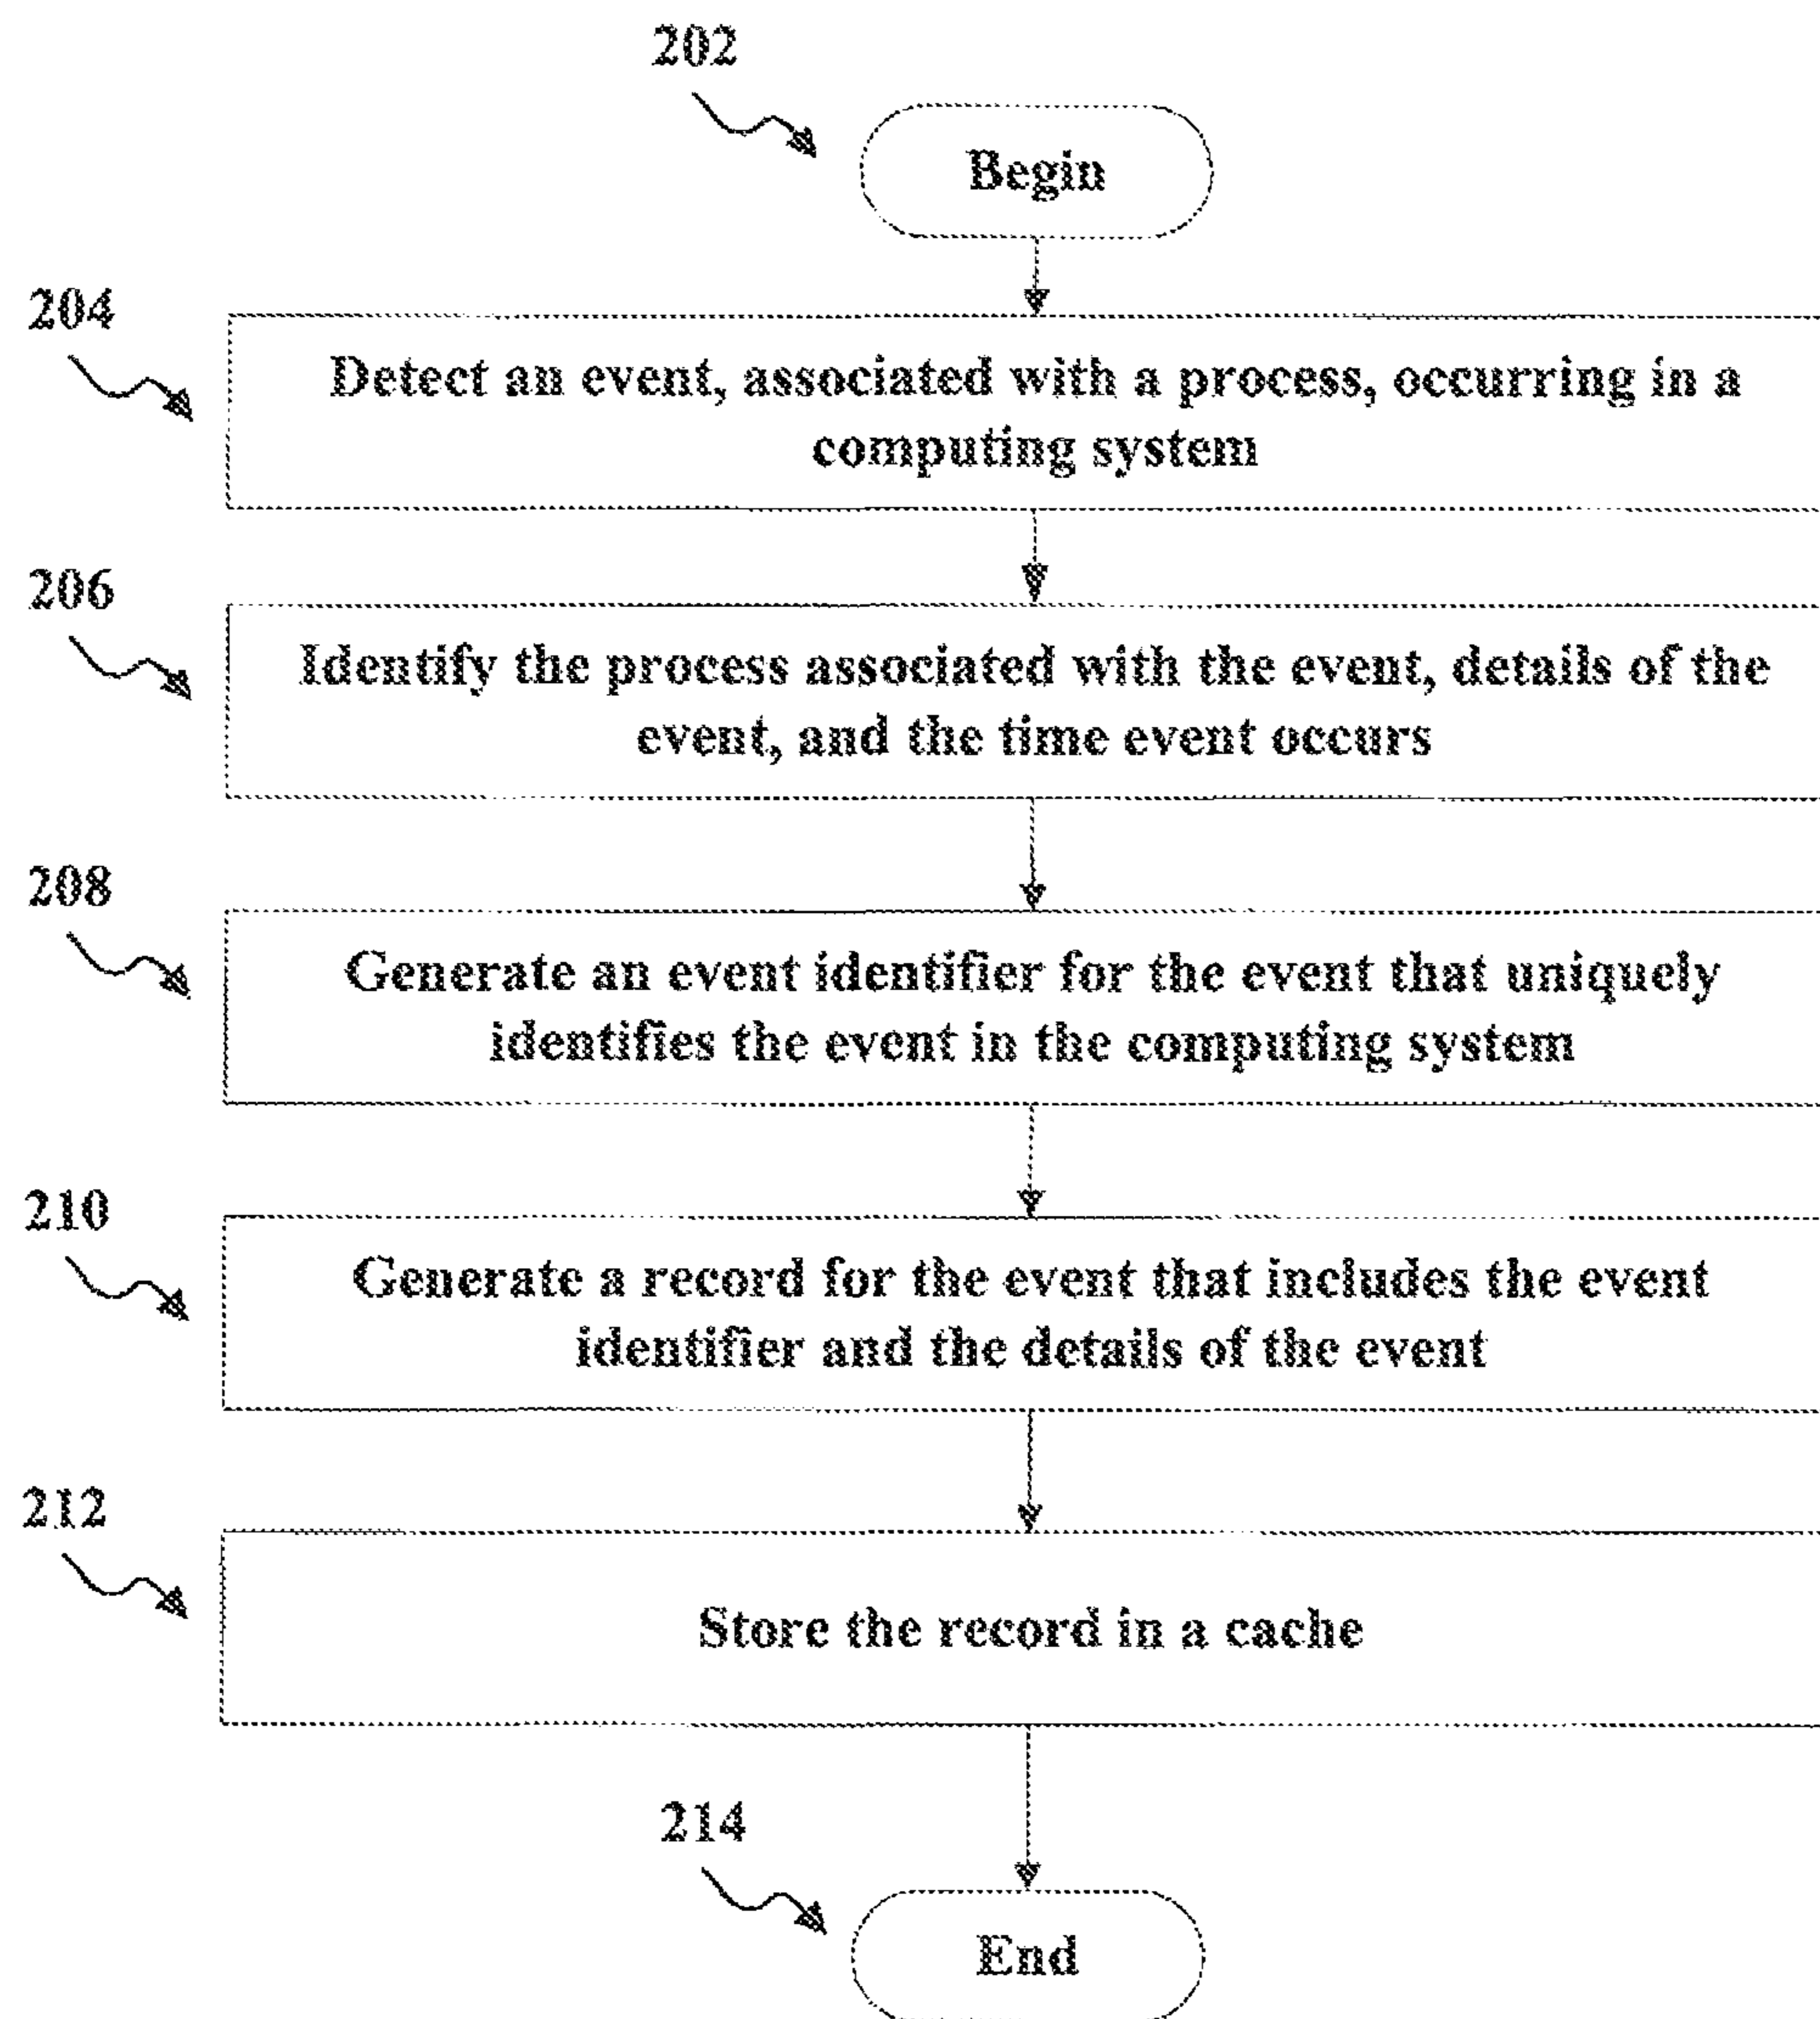 202
Begin
204
Detect an event, associated with a process, occurring in a
computing system
206
Identify the process associated with the event, details of the
event, and the time event occurs
208
Generate an event identifier for the event that uniquely
identifies the event in the computing system
210
Generate a record for the event that includes the event
identifier and the details of the event
212
Store the record in a cache
214
End